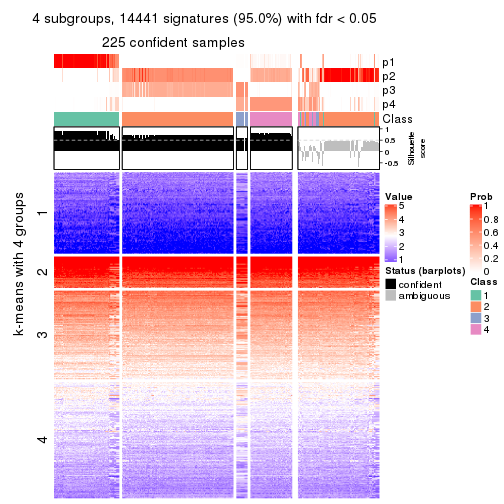 4 subgroups, 14441 signatures (95.0%) with fdr < 0.05
225 confident samples
p1
p2
p3
p4
Class
1
0.5
0
-0.5
Silhouette
score
k-means with 4 groups
1
2
3
4
Value
5
4
3
2
1
Status (barplots)
confident
ambiguous
Prob
1
0.8
0.6
0.4
0.2
0
Class
1
2
3
4